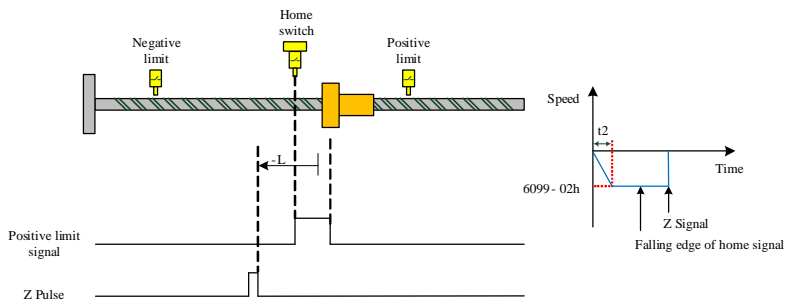 Home
switch
Negative
limit
Positive
limit
Speed
t2
-L
Time
6099 - 02h
Z Signal
Positive limit
signal
Falling edge of home signal
Z Pulse